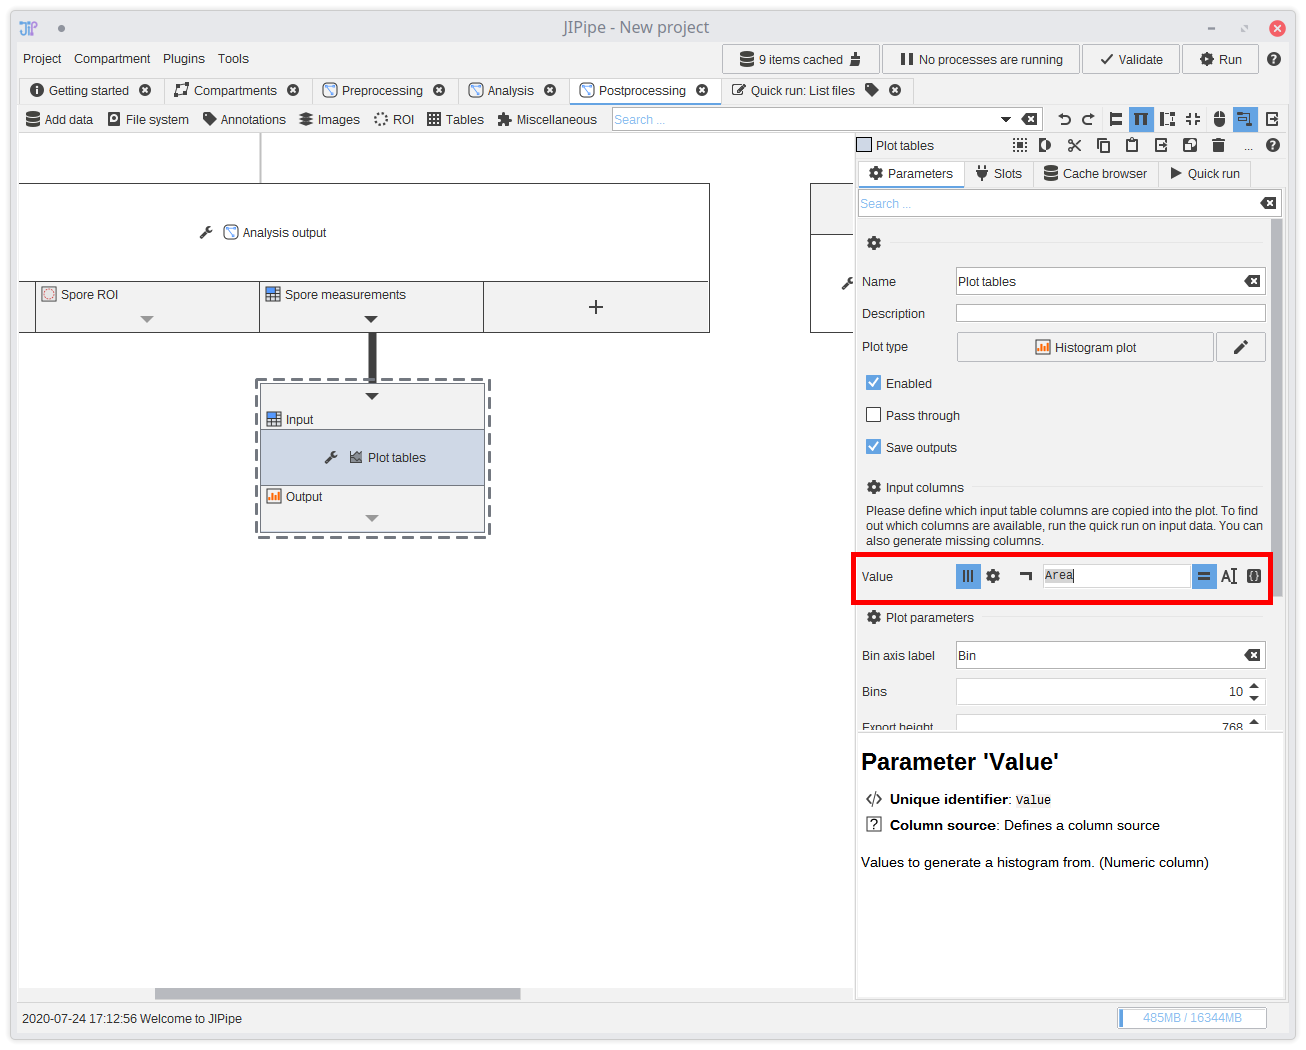 JIPipe - New project
Project Compartment Plugins Tools
9 items cached No processes are running Validate Run
Getting started Compartments Preprocessing Analysis Postprocessing Quick run: List files
Add data File system Annotations Images ROI Tables Miscellaneous Search ...
Plot tables ...
Parameters Slots Cache browser Quick run
Search ...
Analysis output
Spore ROI Spore measurements
Input
Plot tables
Output
Name Plot tables
Description
Plot type Histogram plot
Enabled
Pass through
Save outputs
Input columns
Please define which input table columns are copied into the plot. To find
out which columns are available, run the quick run on input data. You can
also generate missing columns.
Value Area
Plot parameters
Bin axis label Bin
Bins 10
Export height 768
Parameter 'Value'
Unique identifier: Value
Column source: Defines a column source
Values to generate a histogram from. (Numeric column)
2020-07-24 17:12:56 Welcome to JIPipe
485MB / 16344MB